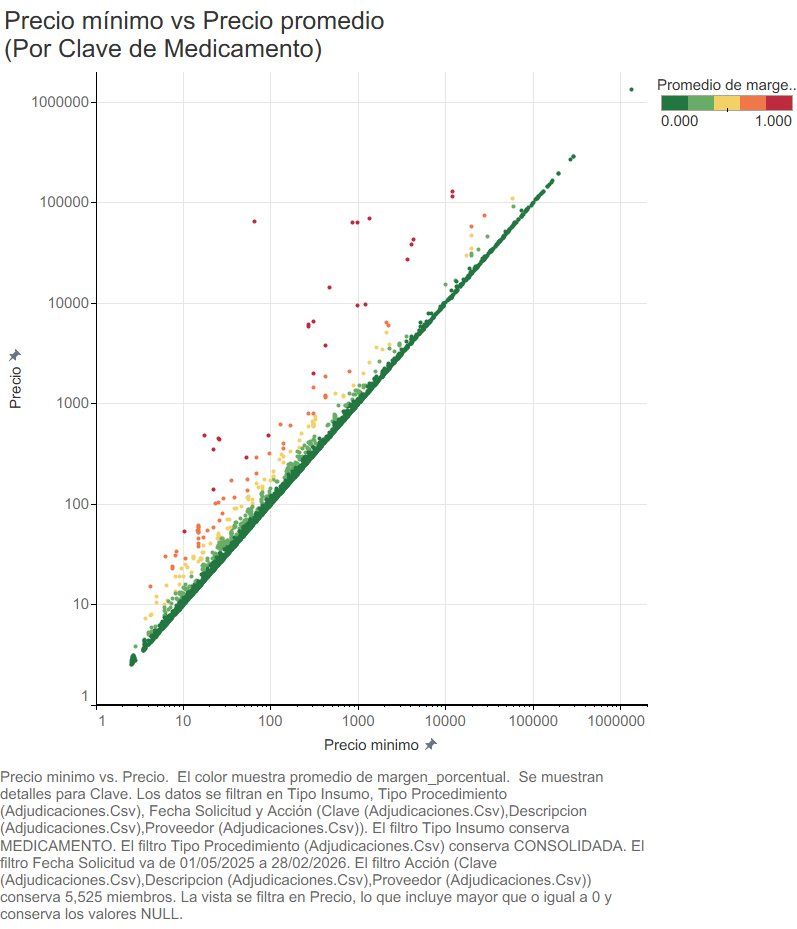 Precio mínimo vs Precio promedio
(Por Clave de Medicamento)
Promedio de marge..
0.000 1.000
1000000
100000
10000
1000
100
10
1
Precio
1 10 100 1000 10000 100000 1000000
Precio minimo
Precio minimo vs. Precio. El color muestra promedio de margen_porcentual. Se muestran
detalles para Clave. Los datos se filtran en Tipo Insumo, Tipo Procedimiento
(Adjudicaciones.Csv), Fecha Solicitud y Acción (Clave (Adjudicaciones.Csv),Descripcion
(Adjudicaciones.Csv),Proveedor (Adjudicaciones.Csv)). El filtro Tipo Insumo conserva
MEDICAMENTO. El filtro Tipo Procedimiento (Adjudicaciones.Csv) conserva CONSOLIDADA. El
filtro Fecha Solicitud va de 01/05/2025 a 28/02/2026. El filtro Acción (Clave
(Adjudicaciones.Csv),Descripcion (Adjudicaciones.Csv),Proveedor (Adjudicaciones.Csv))
conserva 5,525 miembros. La vista se filtra en Precio, lo que incluye mayor que o igual a 0 y
conserva los valores NULL.